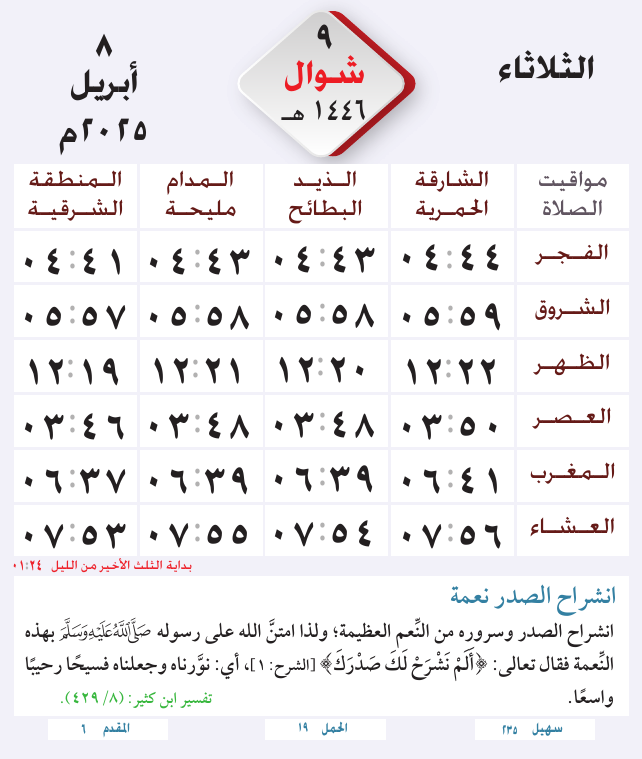 الثلاثاء
٩
شوال
١٤٤٦ هـ
٨
أبريل
٢٠٢٥م
مواقيت الشارقة الذيد المدام المنطقة
الصلاة الحمرية البطائح مليحة الشرقية
الفجر ٠٤:٤٤ ٠٤:٤٣ ٠٤:٤٣ ٠٤:٤١
الشروق ٠٥:٥٩ ٠٥:٥٨ ٠٥:٥٨ ٠٥:٥٧
الظهر ١٢:٢٢ ١٢:٢٠ ١٢:٢١ ١٢:١٩
العصر ٠٣:٥٠ ٠٣:٤٨ ٠٣:٤٨ ٠٣:٤٦
المغرب ٠٦:٤١ ٠٦:٣٩ ٠٦:٣٩ ٠٦:٣٧
العشاء ٠٧:٥٦ ٠٧:٥٤ ٠٧:٥٥ ٠٧:٥٣
بداية الثلث الأخير من الليل ٠١:٢٤
انشراح الصدر نعمة
انشراح الصدر وسروره من النِّعم العظيمة؛ ولذا امتنَّ الله على رسوله صَلَّى اللَّهُ عَلَيْهِ وَسَلَّمَ بهذه
النِّعمة فقال تعالى: ﴿أَلَمْ نَشْرَحْ لَكَ صَدْرَكَ﴾ [الشرح: ١]، أي: نوَّرناه وجعلناه فسيحًا رحيبًا
واسعًا. تفسير ابن كثير: (٨/ ٤٢٩).
سهيل ٢٣٥ الحمل ١٩ المقدم ٦